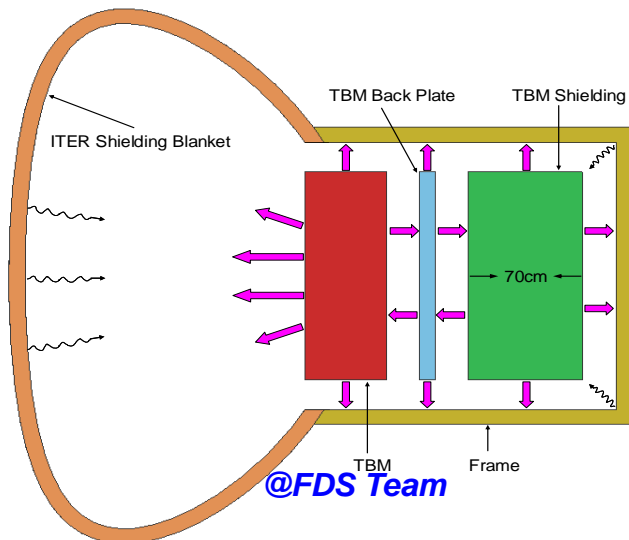 TBM Back Plate
TBM Shielding
ITER Shielding Blanket
70cm
TBM
Frame
@FDS Team